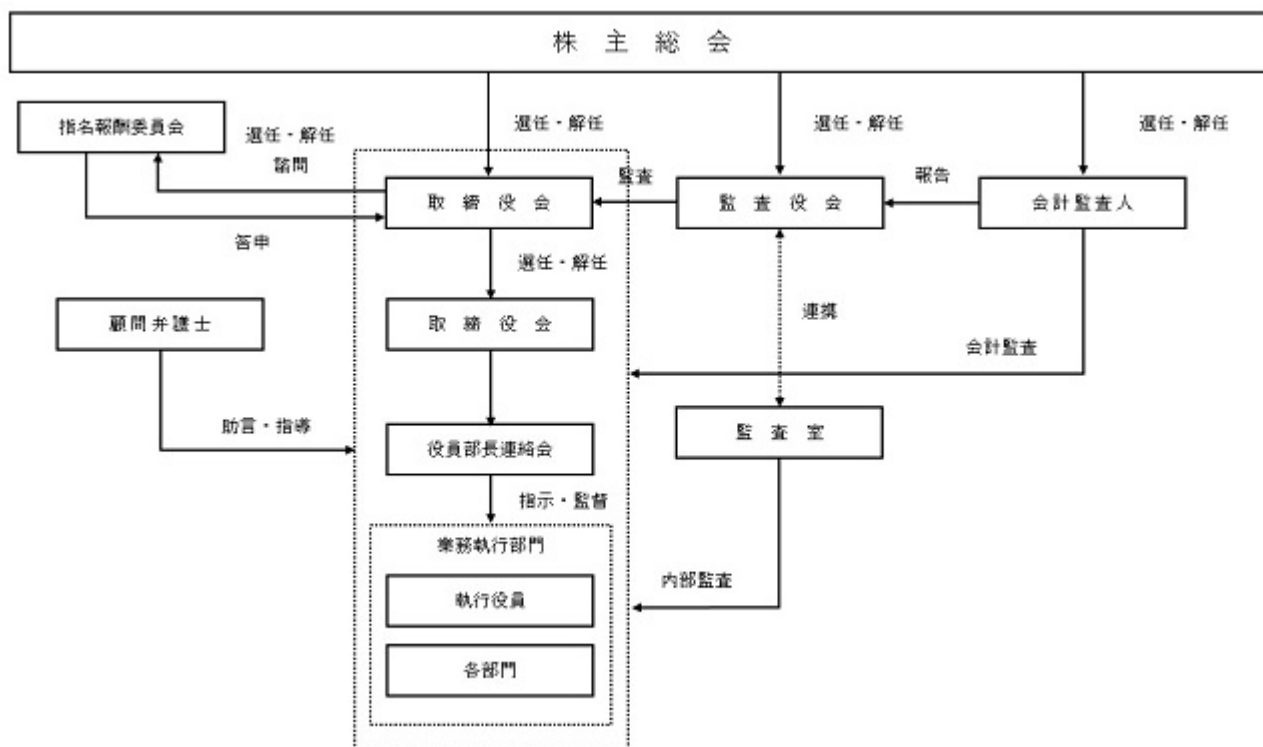 株 主 総 会
指名報酬委員会
選任・解任
諮問
選任・解任
選任・解任
選任・解任
取 締 役 会
監査
監 査 役 会
報告
会計監査人
答申
選任・解任
顧問弁護士
取 締 役 会
連携
会計監査
助言・指導
役員部長連絡会
監 査 室
指示・監督
業務執行部門
執行役員
内部監査
各部門